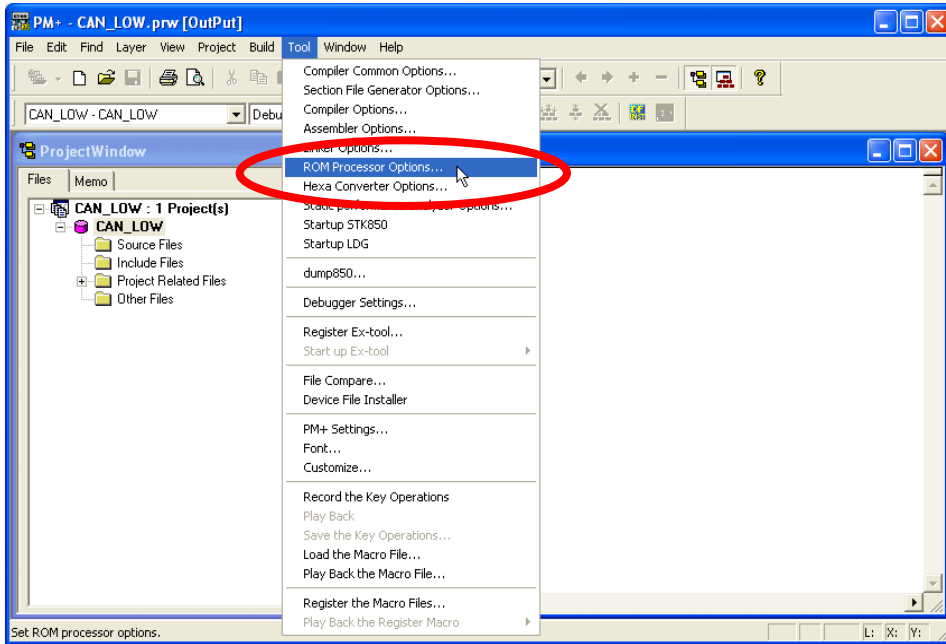 PM+ - CAN_LOW.prw [OutPut]
File Edit Find Layer View Project Build Tool Window Help
CAN_LOW - CAN_LOW
Debu
ProjectWindow
Files Memo
CAN_LOW : 1 Project(s)
CAN_LOW
Source Files
Include Files
Project Related Files
Other Files
Compiler Common Options...
Section File Generator Options...
Compiler Options...
Assembler Options...
Linker Options...
ROM Processor Options...
Hexa Converter Options...
Options...
Startup STK850
Startup LDG
dump850...
Debugger Settings...
Register Ex-tool...
Start up Ex-tool
File Compare...
Device File Installer
PM+ Settings...
Font...
Customize...
Record the Key Operations
Play Back
Save the Key Operations...
Load the Macro File...
Play Back the Macro File...
Register the Macro Files...
Play Back the Register Macro
Set ROM processor options.
L: X: Y: